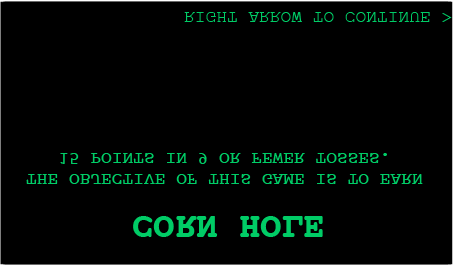 CORN HOLE
THE OBJECTIVE OF THIS GAME IS TO EARN
15 POINTS IN 9 OR FEWER TOSSES.
RIGHT ARROW TO CONTINUE >